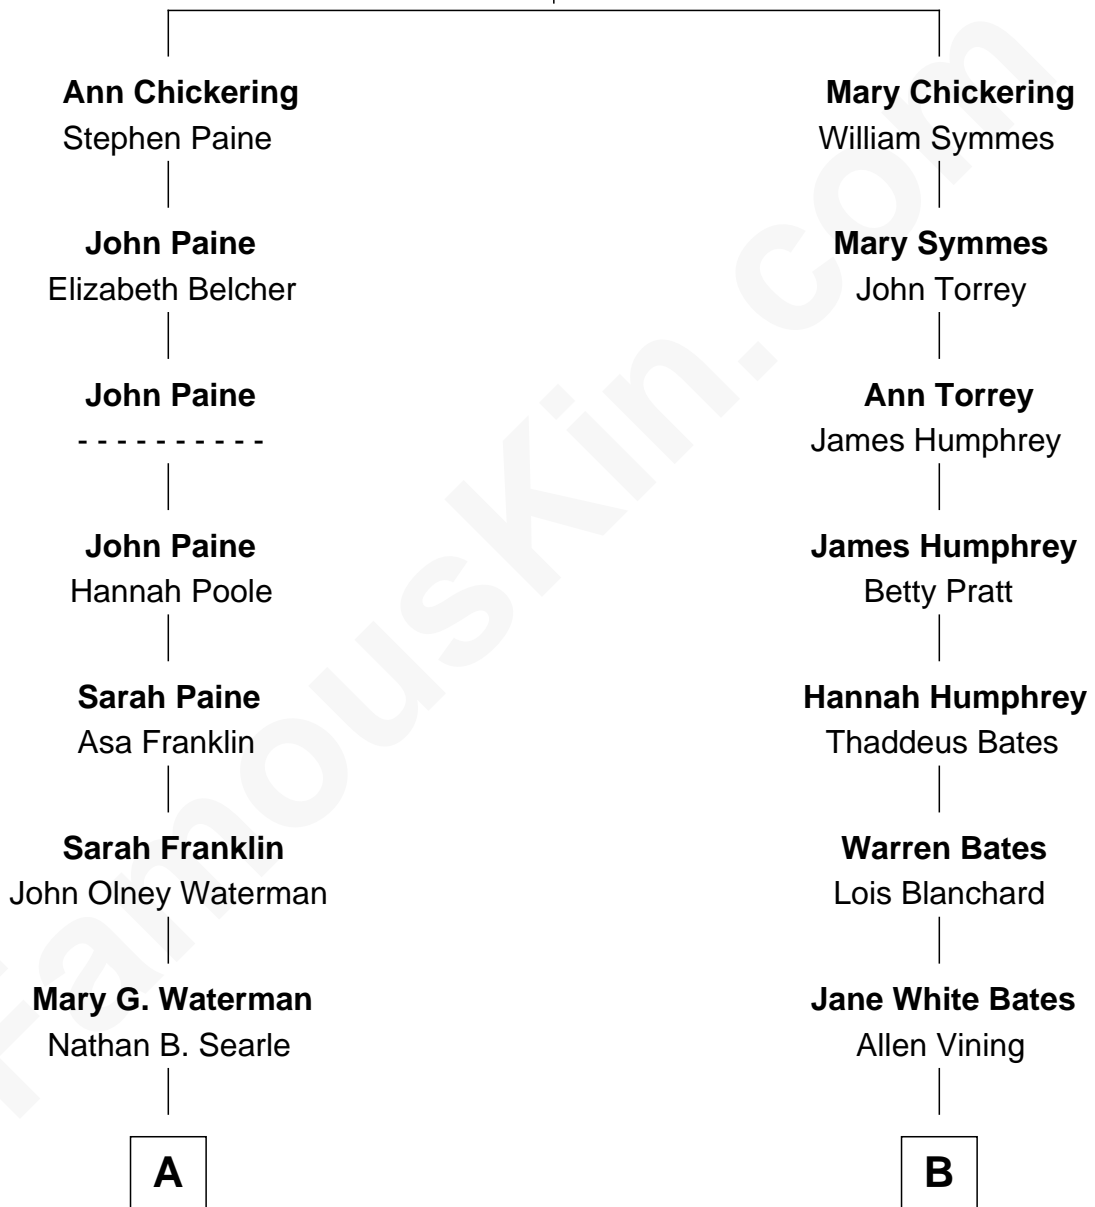 Ann Chickering
Stephen Paine
John Paine
Elizabeth Belcher
John Paine
- - - - - - - - - -
John Paine
Hannah Poole
Sarah Paine
Asa Franklin
Sarah Franklin
John Olney Waterman
Mary G. Waterman
Nathan B. Searle
A
Mary Chickering
William Symmes
Mary Symmes
John Torrey
Ann Torrey
James Humphrey
James Humphrey
Betty Pratt
Hannah Humphrey
Thaddeus Bates
Warren Bates
Lois Blanchard
Jane White Bates
Allen Vining
B
FamousKin.com